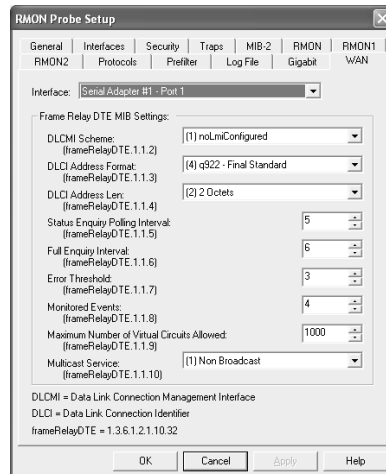 RMON Probe Setup
General Interfaces Security Traps MIB-2 RMON RMON1
RMON2 Protocols Prefilter Log File Gigabit WAN
Interface: Serial Adapter #1 - Port 1
Frame Relay DTE MIB Settings:
DLCMI Scheme: (1) noLmiConfigured
(frameRelayDTE.1.1.2)
DLCI Address Format: (4) q922 - Final Standard
(frameRelayDTE.1.1.3)
DLCI Address Len: (2) 2 Octets
(frameRelayDTE.1.1.4)
Status Enquiry Polling Interval: 5
(frameRelayDTE.1.1.5)
Full Enquiry Interval: 6
(frameRelayDTE.1.1.6)
Error Threshold: 3
(frameRelayDTE.1.1.7)
Monitored Events: 4
(frameRelayDTE.1.1.8)
Maximum Number of Virtual Circuits Allowed: 1000
(frameRelayDTE.1.1.9)
Multicast Service: (1) Non Broadcast
(frameRelayDTE.1.1.10)
DLCMI = Data Link Connection Management Interface
DLCI = Data Link Connection Identifier
frameRelayDTE = 1.3.6.1.2.1.10.32
OK Cancel Apply Help